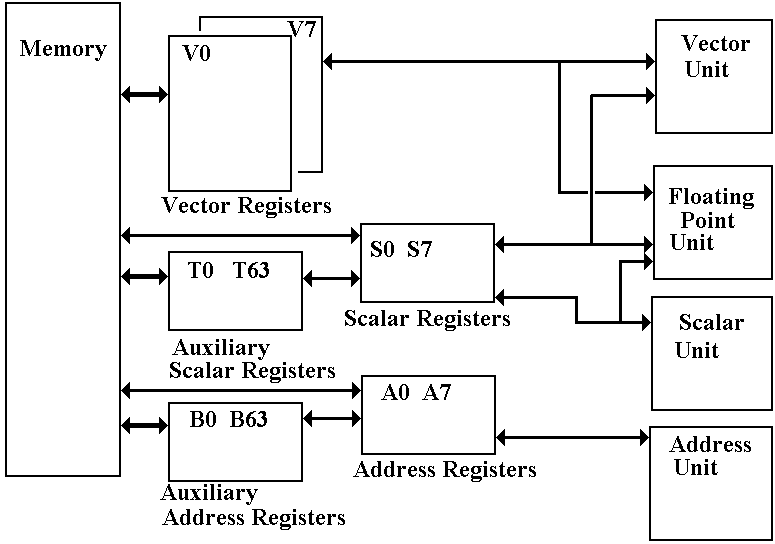 Memory
V0
V7
Vector Registers
Vector
Unit
Floating
Point
Unit
S0 S7
Scalar Registers
T0 T63
Auxiliary
Scalar Registers
Scalar
Unit
A0 A7
Address Registers
B0 B63
Auxiliary
Address Registers
Address
Unit